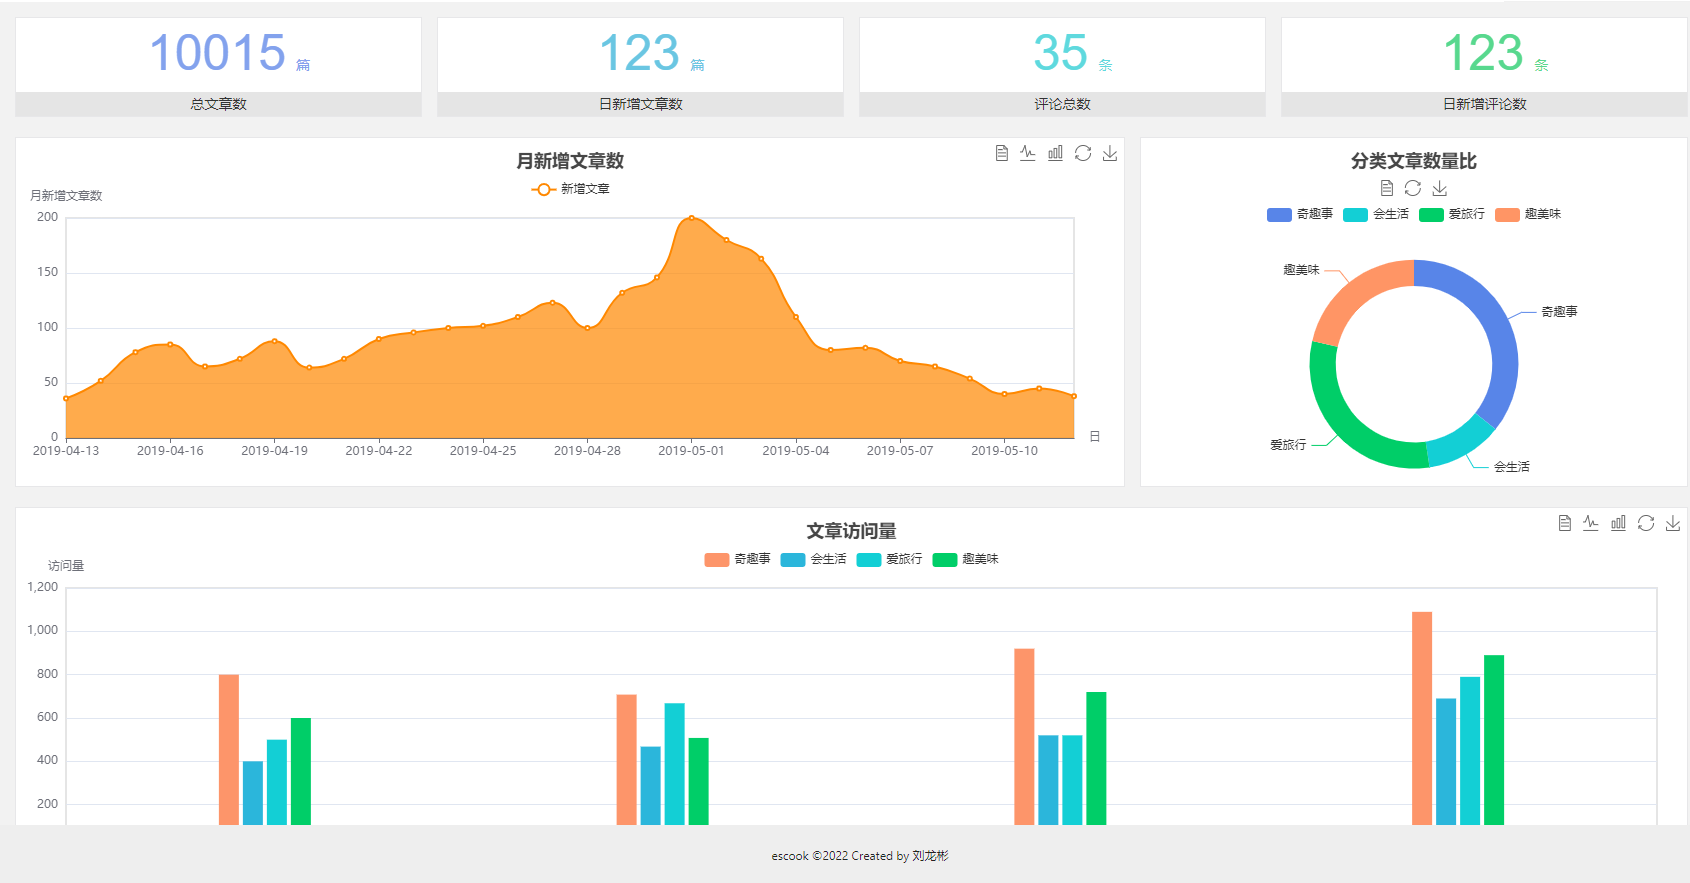 10015 篇
总文章数
123 篇
日新增文章数
35 条
评论总数
123 条
日新增评论数
月新增文章数
新增文章
月新增文章数
200
150
100
50
0
2019-04-13 2019-04-16 2019-04-19 2019-04-22 2019-04-25 2019-04-28 2019-05-01 2019-05-04 2019-05-07 2019-05-10
日
分类文章数量比
奇趣事 会生活 爱旅行 趣美味
趣美味
奇趣事
爱旅行
会生活
文章访问量
奇趣事 会生活 爱旅行 趣美味
访问量
1,200
1,000
800
600
400
200
escook ©2022 Created by 刘龙彬